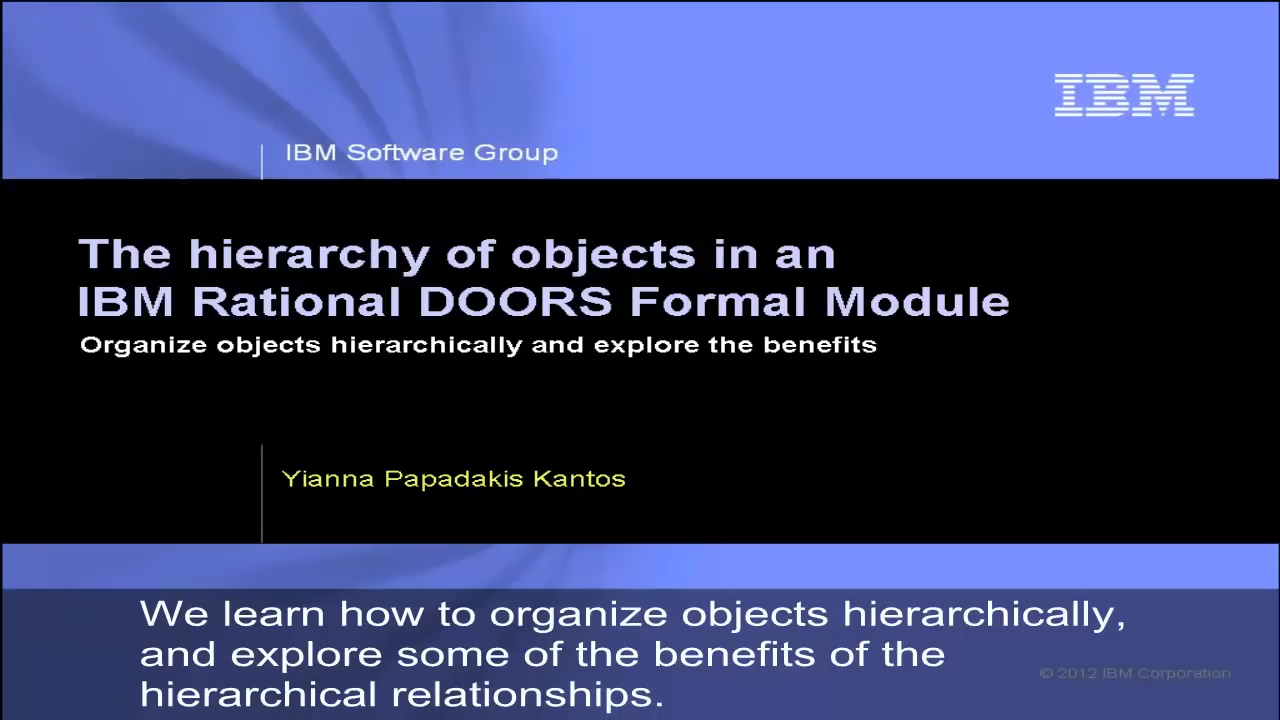 IBM
IBM Software Group
The hierarchy of objects in an
IBM Rational DOORS Formal Module
Organize objects hierarchically and explore the benefits
Yianna Papadakis Kantos
We learn how to organize objects hierarchically,
and explore some of the benefits of the
hierarchical relationships.
© 2012 IBM Corporation